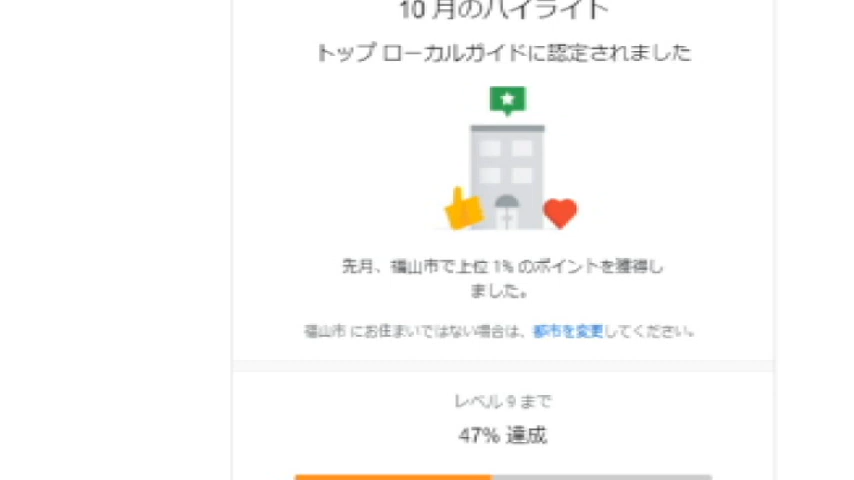 10 月のハイライト
トップ ローカルガイドに認定されました
先月、福山市で上位 1% のポイントを獲得し
ました。
福山市 にお住まいではない場合は、都市を変更してください。
レベル 9 まで
47% 達成